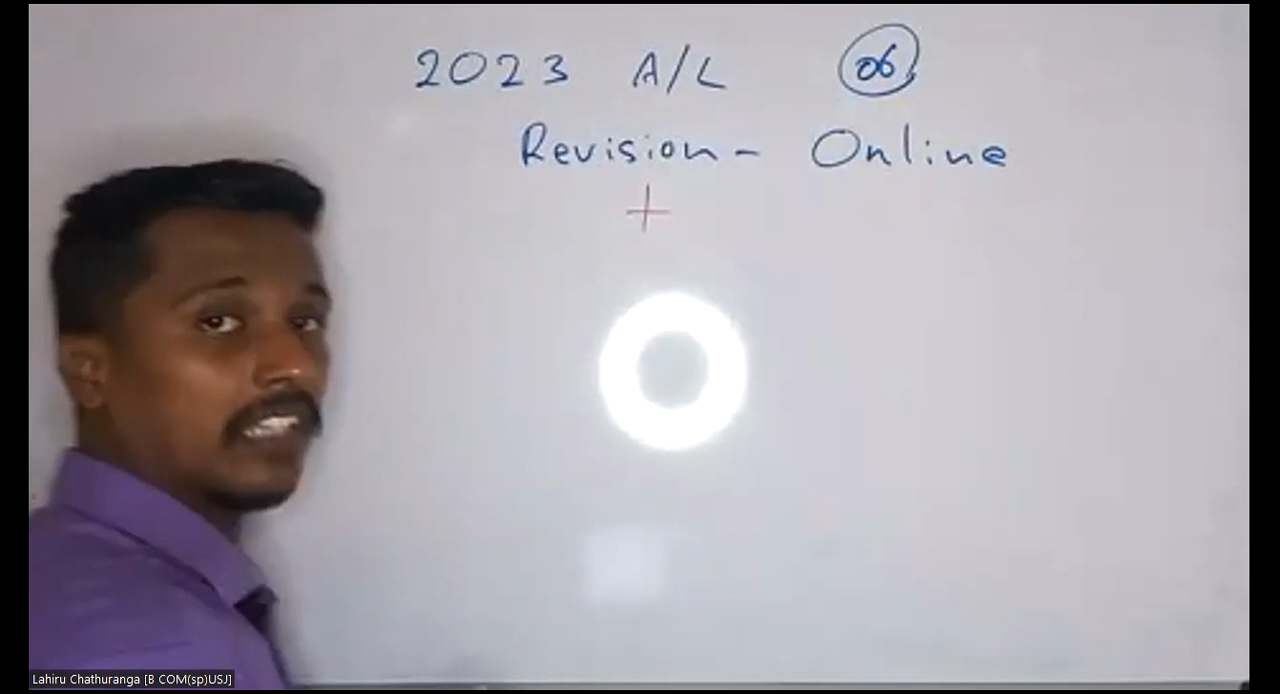 2023 A/L 06
Revision - Online
+
Lahiru Chathuranga [B COM(sp)USJ]